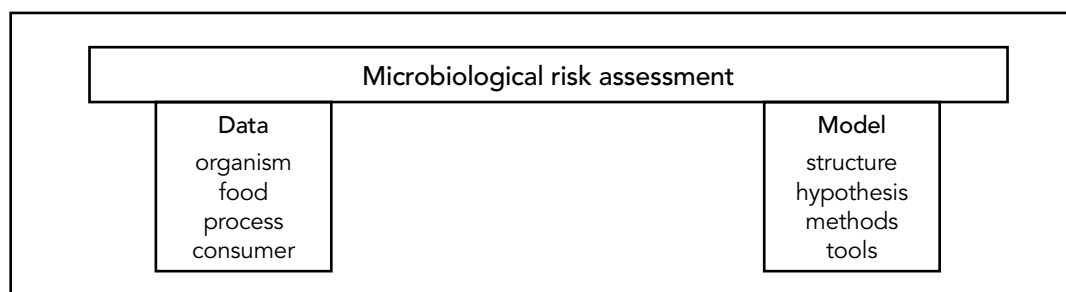 Microbiological risk assessment
Data
organism
food
process
consumer
Model
structure
hypothesis
methods
tools